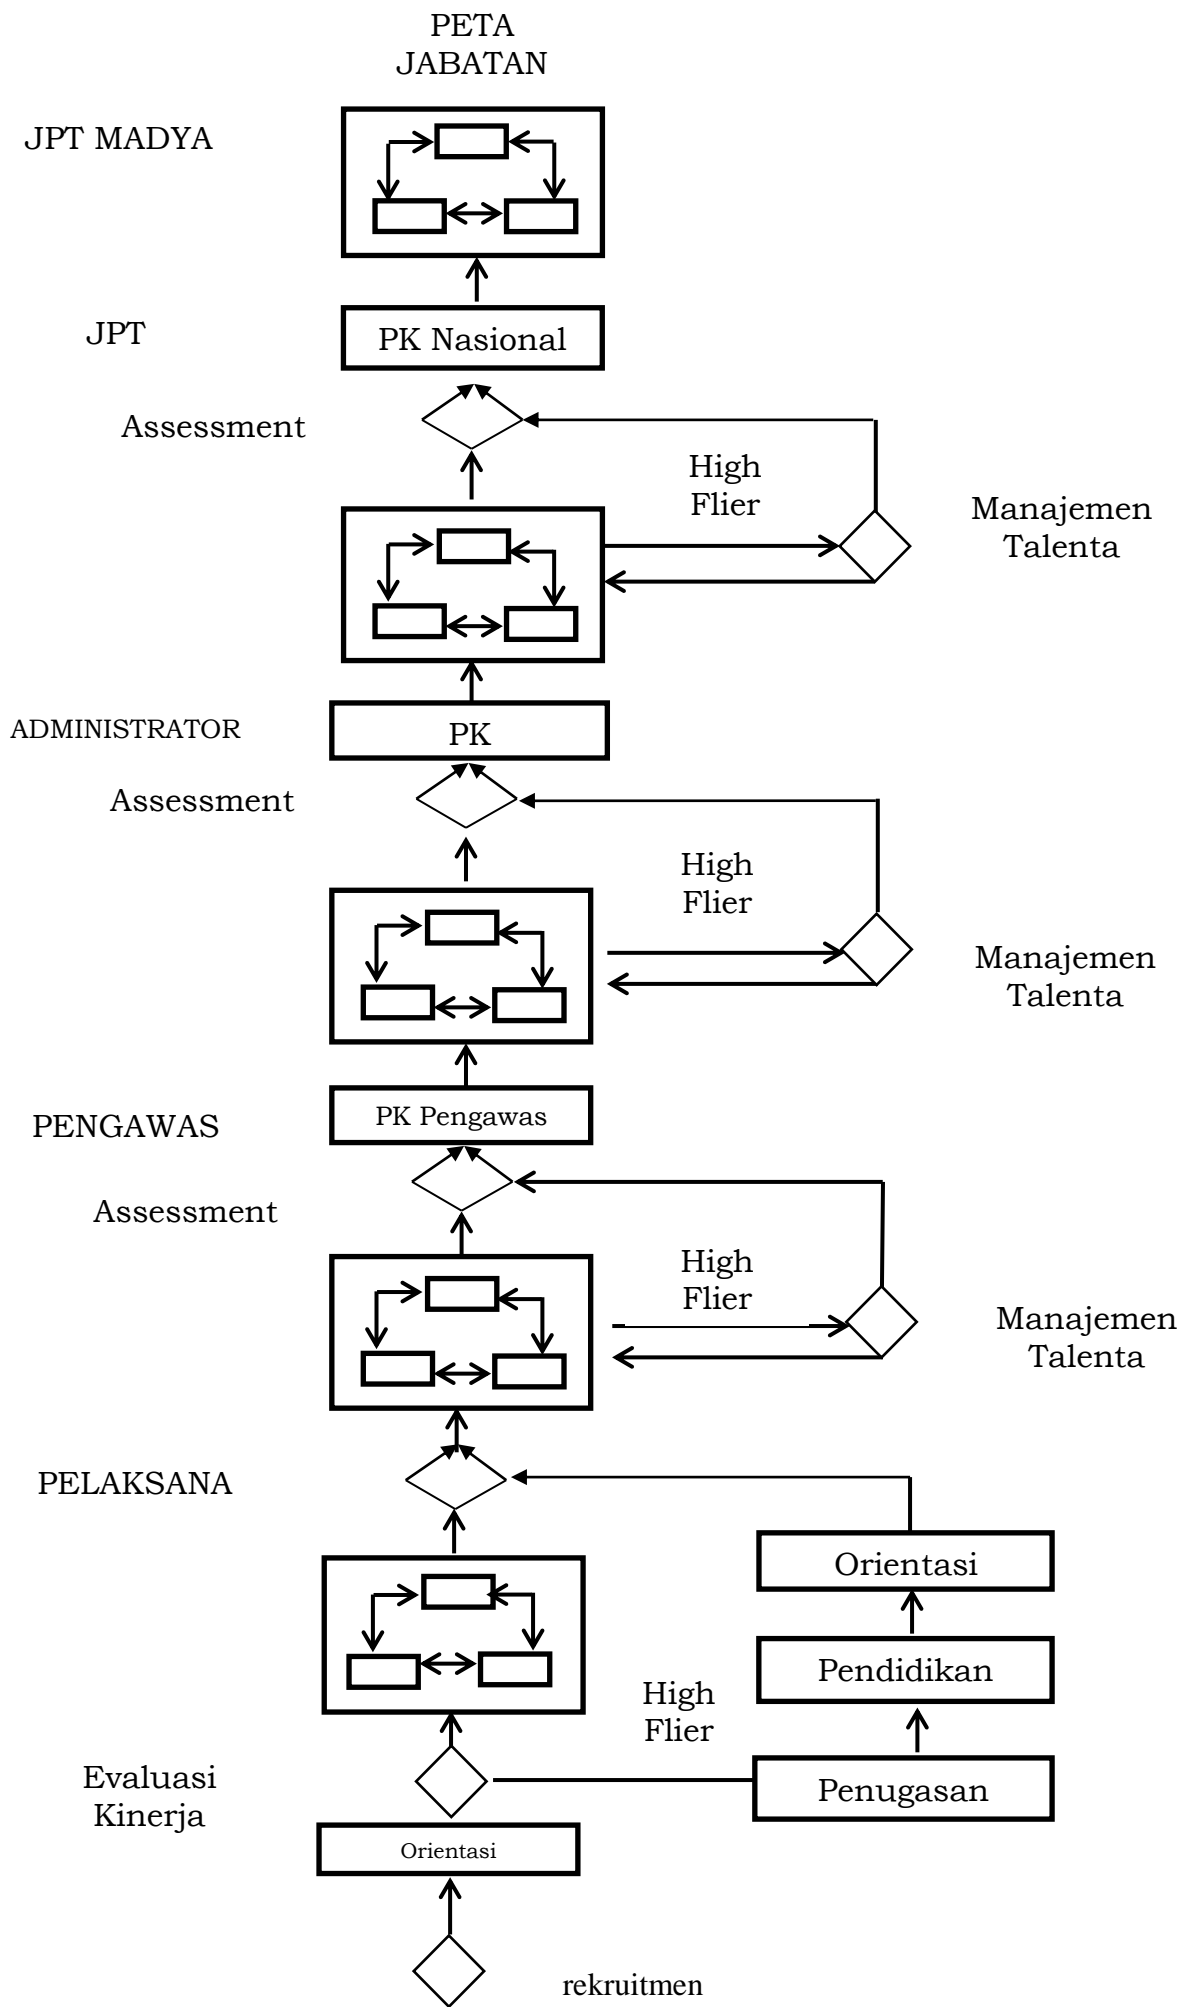 PETA
JABATAN
JPT MADYA
JPT
PK Nasional
Assessment
High
Flier
Manajemen
Talenta
ADMINISTRATOR
PK
Assessment
High
Flier
Manajemen
Talenta
PENGAWAS
PK Pengawas
Assessment
High
Flier
Manajemen
Talenta
PELAKSANA
Orientasi
Pendidikan
High
Flier
Evaluasi
Kinerja
Penugasan
Orientasi
rekruitmen